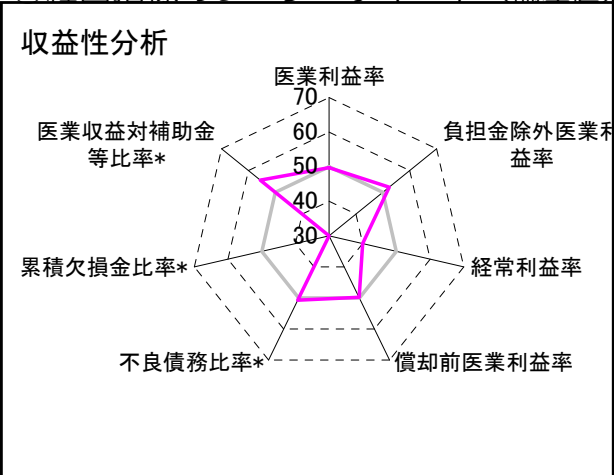 収益性分析
医業利益率
70
60
50
40
30
負担金除外医業利
益率
経常利益率
償却前医業利益率
不良債務比率*
累積欠損金比率*
医業収益対補助金
等比率*